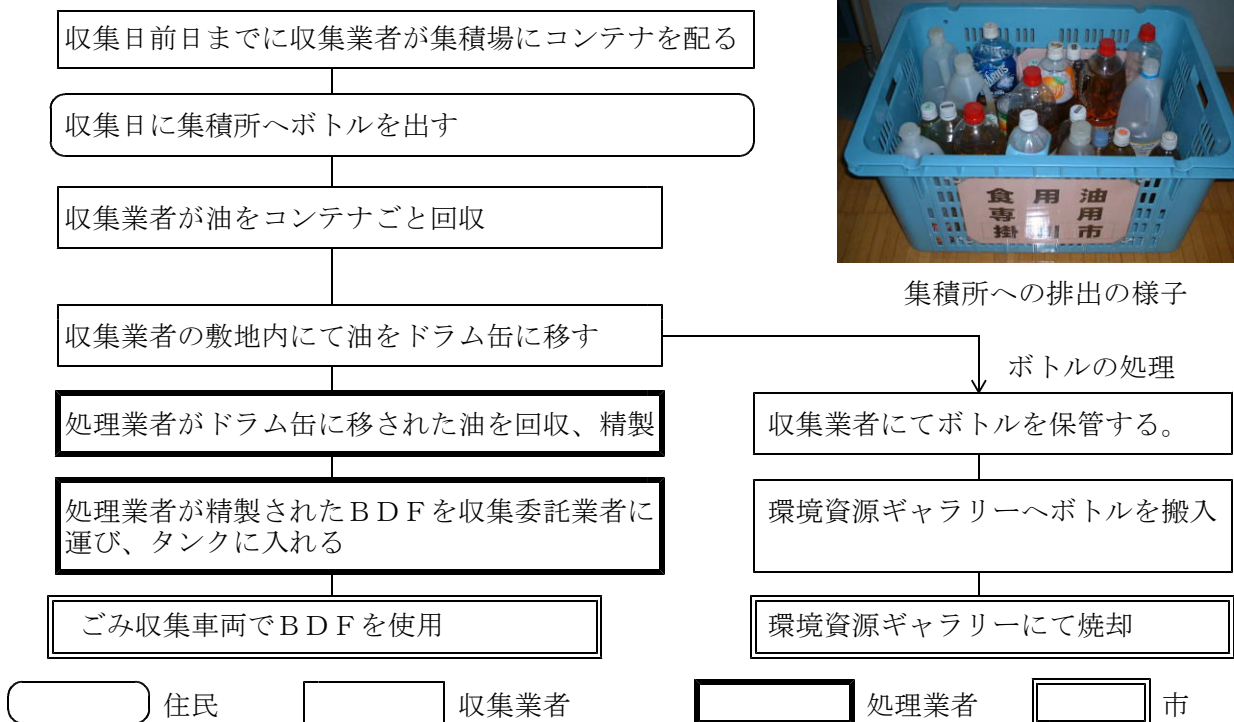 収集日前日までに収集業者が集積場にコンテナを配る
収集日に集積所へボトルを出す
収集業者が油をコンテナごと回収
食用油
専用
掛川市
集積所への排出の様子
収集業者の敷地内にて油をドラム缶に移す
ボトルの処理
処理業者がドラム缶に移された油を回収、精製
収集業者にてボトルを保管する。
処理業者が精製されたＢＤＦを収集委託業者に
運び、タンクに入れる
環境資源ギャラリーへボトルを搬入
ごみ収集車両でＢＤＦを使用
環境資源ギャラリーにて焼却
住民
収集業者
処理業者
市